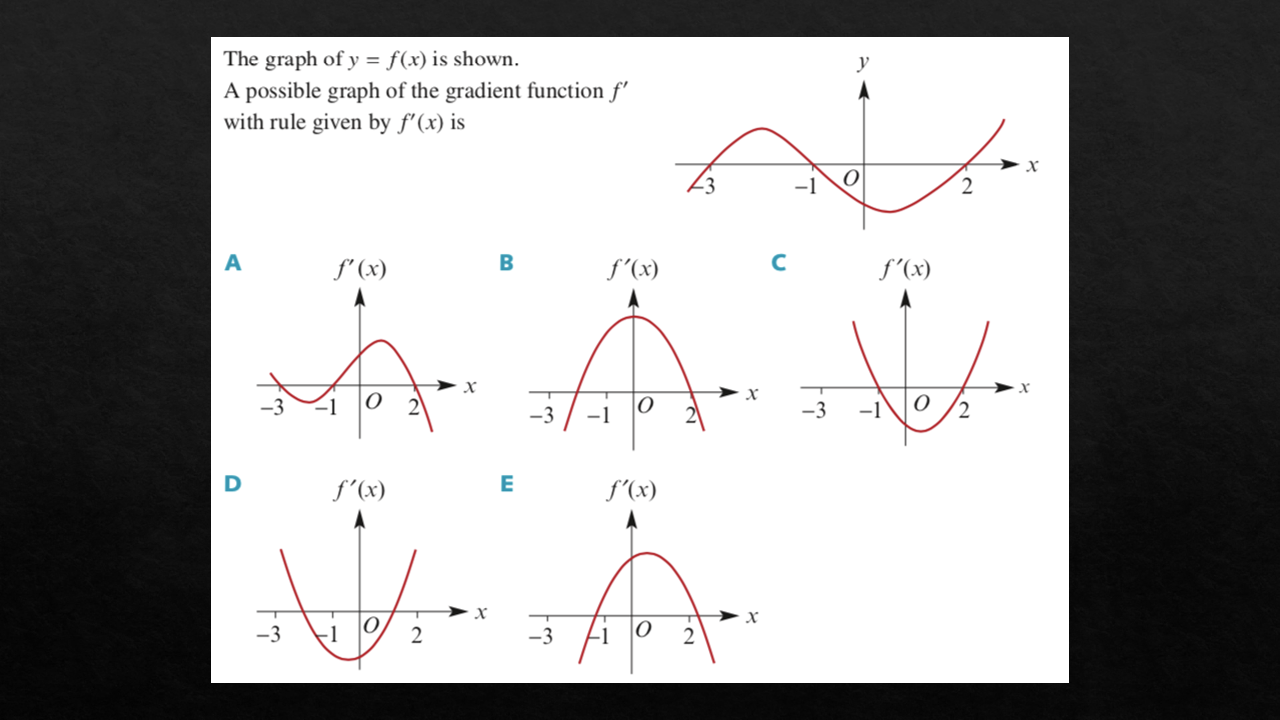 The graph of y = f(x) is shown.
A possible graph of the gradient function f′
with rule given by f′(x) is
y
x
−3
−1
O
2
A
f′(x)
x
−3
−1
O
2
B
f′(x)
x
−3
−1
O
2
C
f′(x)
x
−3
−1
O
2
D
f′(x)
x
−3
−1
O
2
E
f′(x)
x
−3
−1
O
2